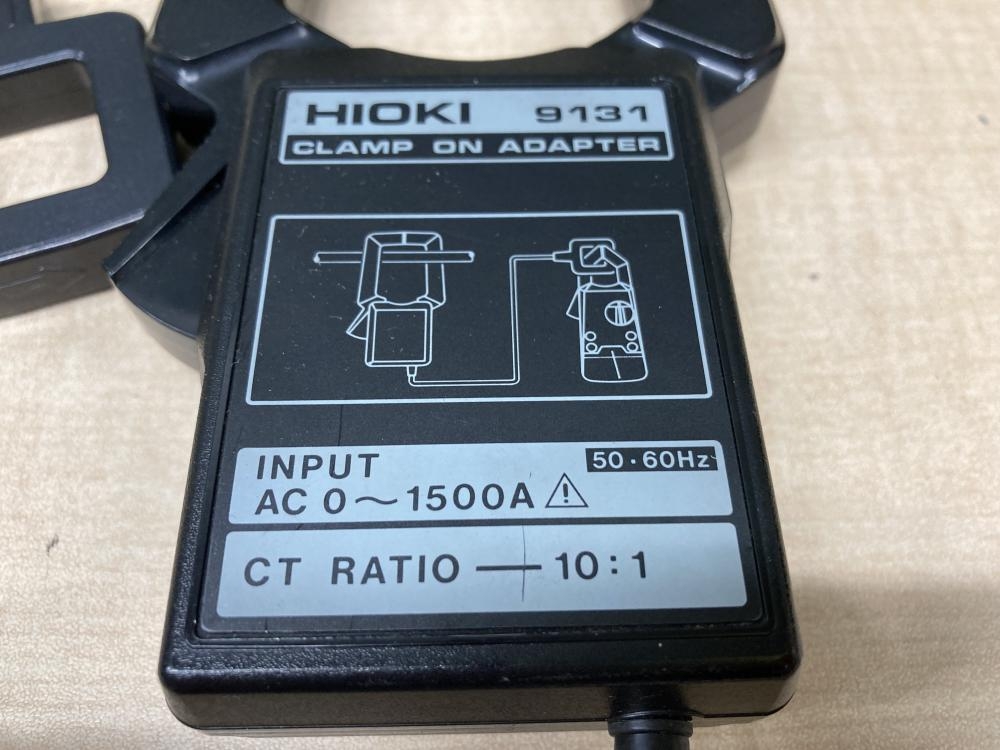 HIOKI 9131
CLAMP ON ADAPTER
INPUT 50·60Hz
AC 0～1500A
CT RATIO — 10:1